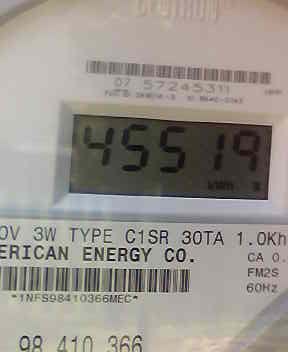 07 57245311
45519
kWH
0V 3W TYPE C1SR 30TA 1.0Kh
ERICAN ENERGY CO.
CA 0.
FM2S
60Hz
*1NFS98410366MEC*
98 410 366